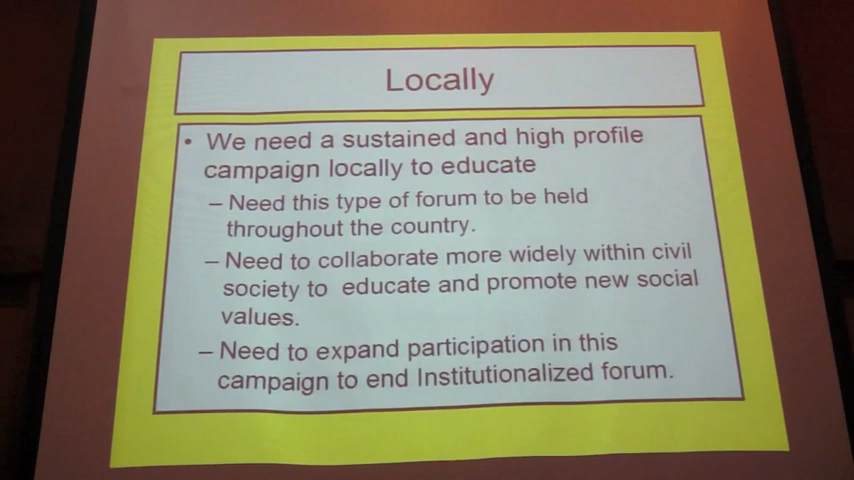 Locally
• We need a sustained and high profile
campaign locally to educate
– Need this type of forum to be held
throughout the country.
– Need to collaborate more widely within civil
society to educate and promote new social
values.
– Need to expand participation in this
campaign to end Institutionalized forum.